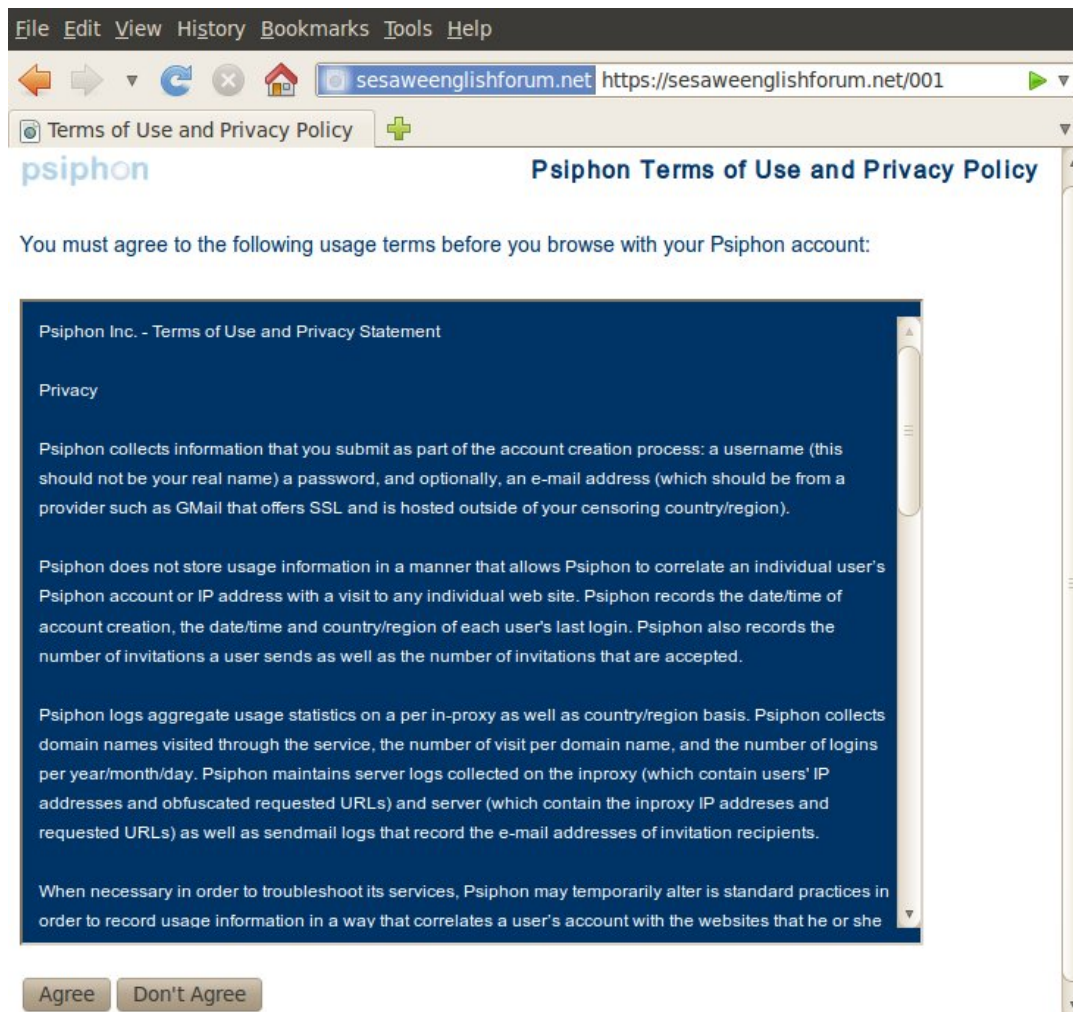 File Edit View History Bookmarks Tools Help
sesaweenglishforum.net https://sesaweenglishforum.net/001
Terms of Use and Privacy Policy
psiphon Psiphon Terms of Use and Privacy Policy
You must agree to the following usage terms before you browse with your Psiphon account:
Psiphon Inc. - Terms of Use and Privacy Statement
Privacy
Psiphon collects information that you submit as part of the account creation process: a username (this
should not be your real name) a password, and optionally, an e-mail address (which should be from a
provider such as GMail that offers SSL and is hosted outside of your censoring country/region).
Psiphon does not store usage information in a manner that allows Psiphon to correlate an individual user's
Psiphon account or IP address with a visit to any individual web site. Psiphon records the date/time of
account creation, the date/time and country/region of each user's last login. Psiphon also records the
number of invitations a user sends as well as the number of invitations that are accepted.
Psiphon logs aggregate usage statistics on a per in-proxy as well as country/region basis. Psiphon collects
domain names visited through the service, the number of visit per domain name, and the number of logins
per year/month/day. Psiphon maintains server logs collected on the inproxy (which contain users' IP
addresses and obfuscated requested URLs) and server (which contain the inproxy IP addreses and
requested URLs) as well as sendmail logs that record the e-mail addresses of invitation recipients.
When necessary in order to troubleshoot its services, Psiphon may temporarily alter is standard practices in
order to record usage information in a way that correlates a user's account with the websites that he or she
Agree Don't Agree